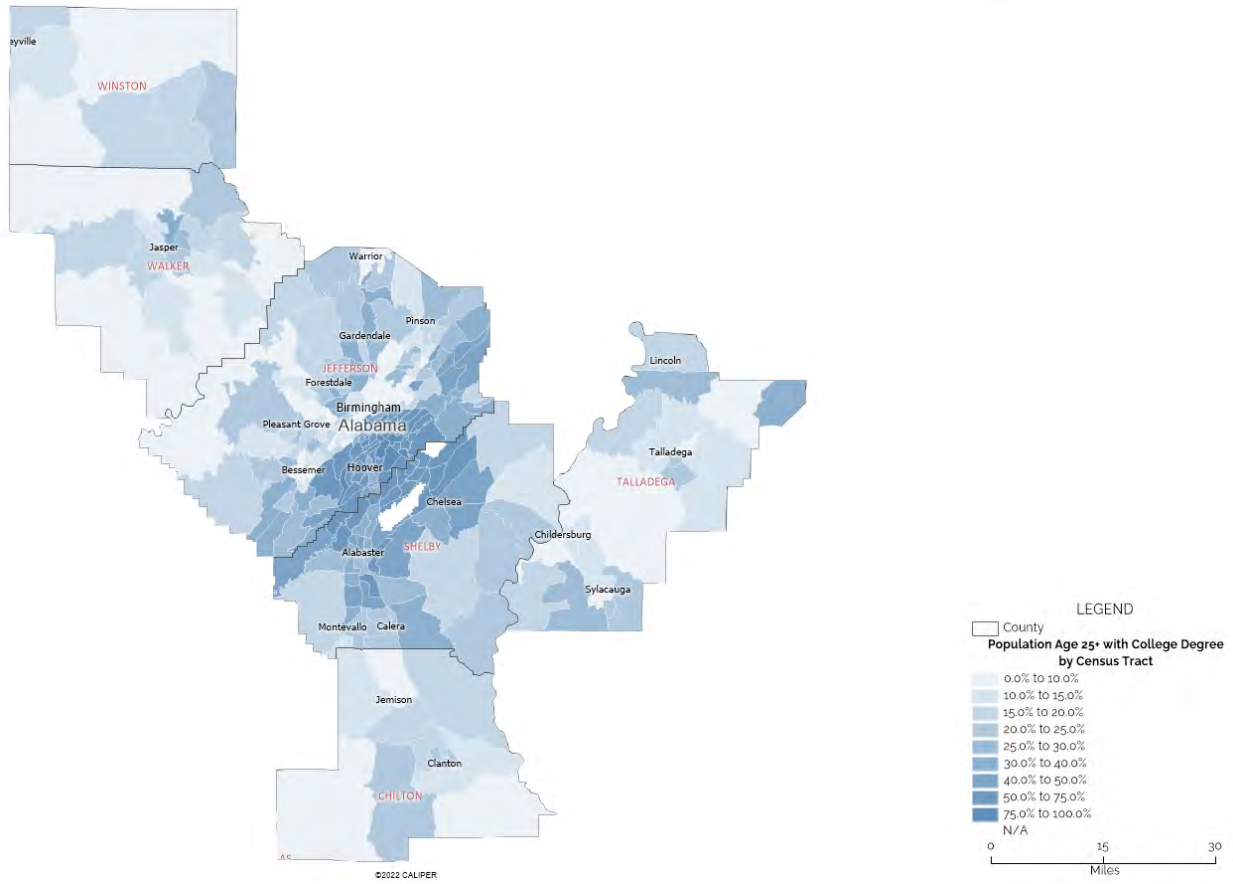 eyville
WINSTON
Jasper
WALKER
Warrior
Pinson
Gardendale
JEFFERSON
Forestdale
Lincoln
Birmingham
Pleasant Grove
Alabama
Talladega
Bessemer
Hoover
TALLADEGA
Chelsea
Childersburg
Alabaster
SHELBY
Sylacauga
Montevallo
Calera
Jemison
Clanton
CHILTON
AS
©2022 CALIPER
LEGEND
County
Population Age 25+ with College Degree
by Census Tract
0.0% to 10.0%
10.0% to 15.0%
15.0% to 20.0%
20.0% to 25.0%
25.0% to 30.0%
30.0% to 40.0%
40.0% to 50.0%
50.0% to 75.0%
75.0% to 100.0%
N/A
0 15 30
Miles